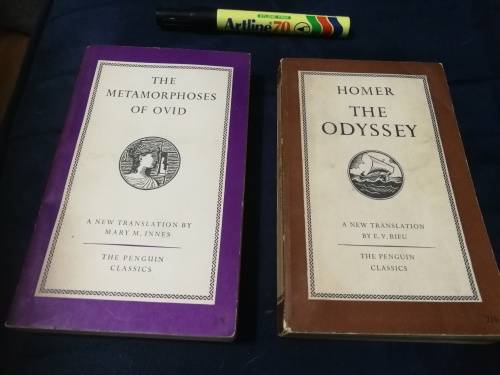 Artline 70
THE
METAMORPHOSES
OF OVID
A NEW TRANSLATION BY
MARY M. INNES
THE PENGUIN
CLASSICS
HOMER
THE
ODYSSEY
A NEW TRANSLATION
BY E. V. RIEU
THE PENGUIN
CLASSICS